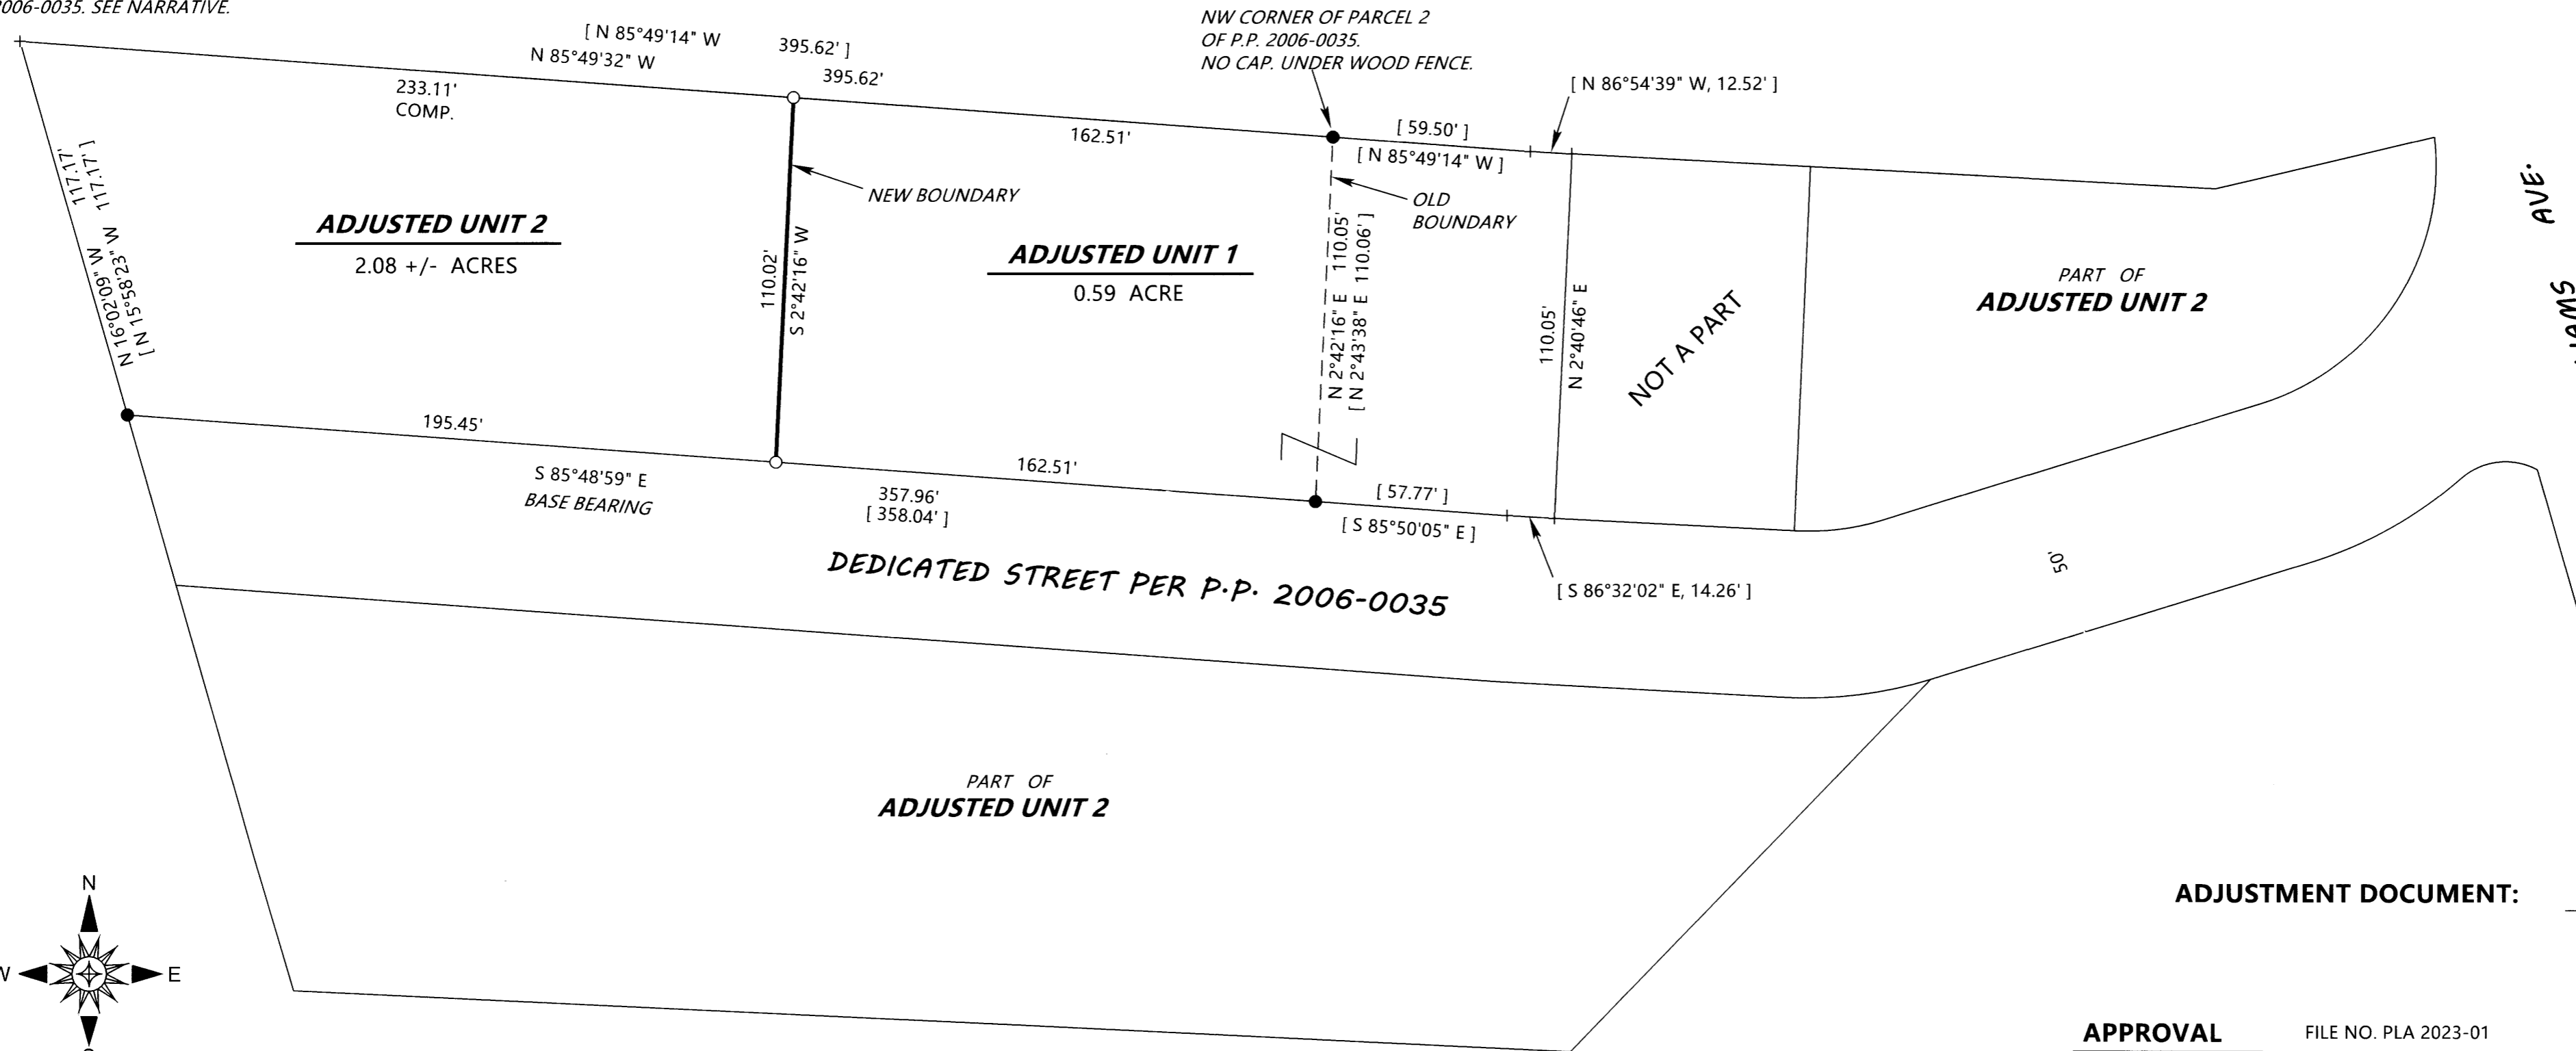 2006-0035. SEE NARRATIVE.
[ N 85°49'14" W 395.62' ]
N 85°49'32" W 395.62'
233.11'
COMP.
NW CORNER OF PARCEL 2
OF P.P. 2006-0035.
NO CAP. UNDER WOOD FENCE.
[ N 86°54'39" W, 12.52' ]
162.51'
[ 59.50' ]
[ N 85°49'14" W ]
N 16°02'09" W 117.17'
[ N 15°58'23" W 117.17' ]
NEW BOUNDARY
OLD
BOUNDARY
ADJUSTED UNIT 2
2.08 +/- ACRES
110.02'
S 2°42'16" W
ADJUSTED UNIT 1
0.59 ACRE
N 2°42'16" E 110.05'
[ N 2°43'38" E 110.06' ]
110.05'
N 2°40'46" E
NOT A PART
PART OF
ADJUSTED UNIT 2
AVE.
195.45'
S 85°48'59" E
BASE BEARING
162.51'
357.96'
[ 358.04' ]
[ 57.77' ]
[ S 85°50'05" E ]
[ S 86°32'02" E, 14.26' ]
50'
DEDICATED STREET PER P.P. 2006-0035
PART OF
ADJUSTED UNIT 2
N
W
E
ADJUSTMENT DOCUMENT:
APPROVAL FILE NO. PLA 2023-01